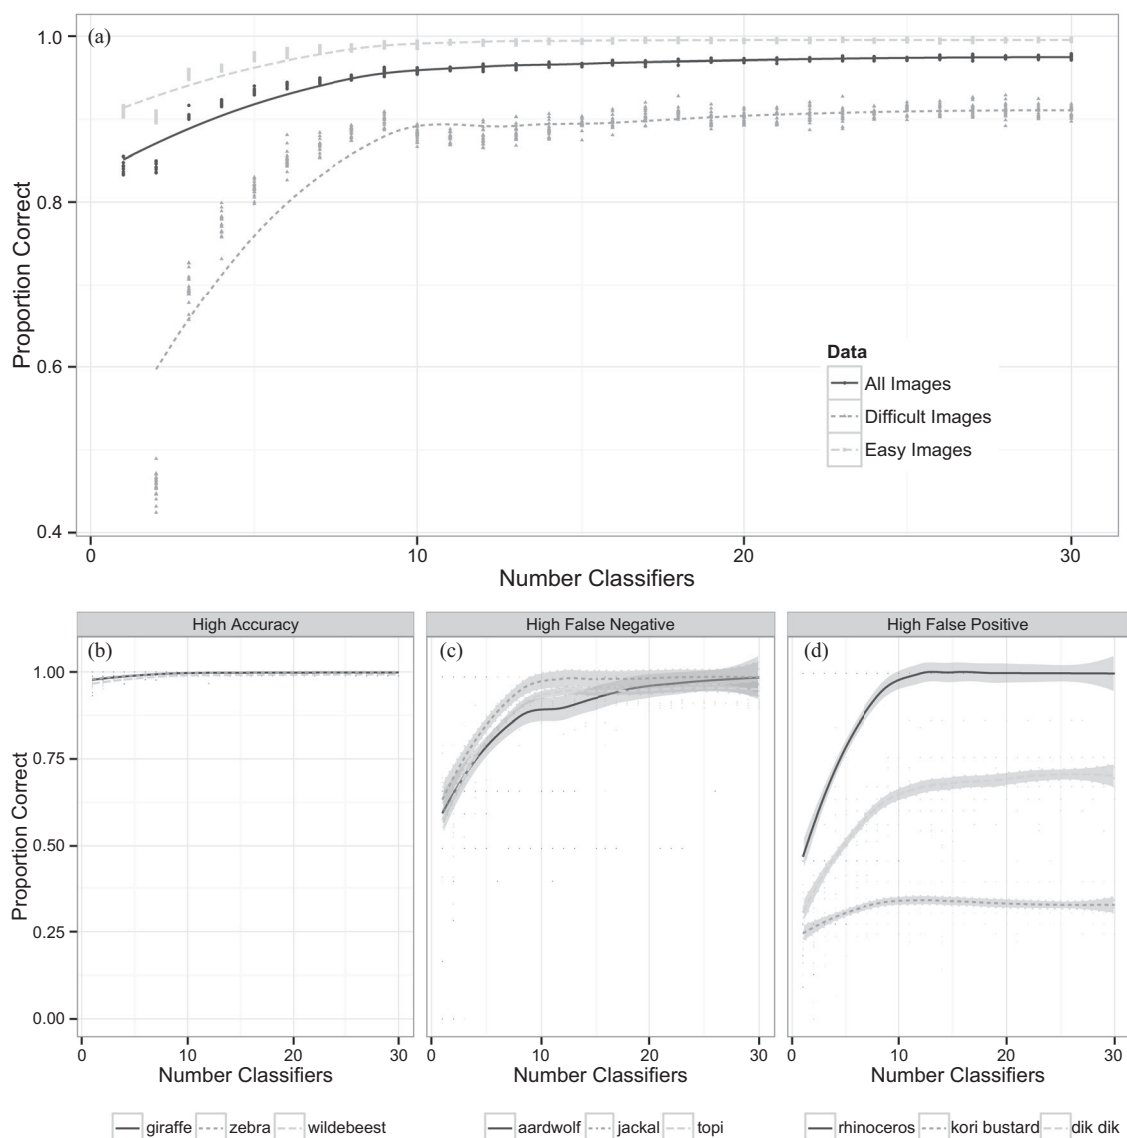 (a)
1.0
0.8
0.6
0.4
Proportion Correct
Data
All Images
Difficult Images
Easy Images
0 10 20 30
Number Classifiers
High Accuracy High False Negative High False Positive
(b) (c) (d)
1.00
0.75
0.50
0.25
0.00
Proportion Correct
0 10 20 30 0 10 20 30 0 10 20 30
Number Classifiers Number Classifiers Number Classifiers
giraffe zebra wildebeest aardwolf jackal topi rhinoceros kori bustard dik dik